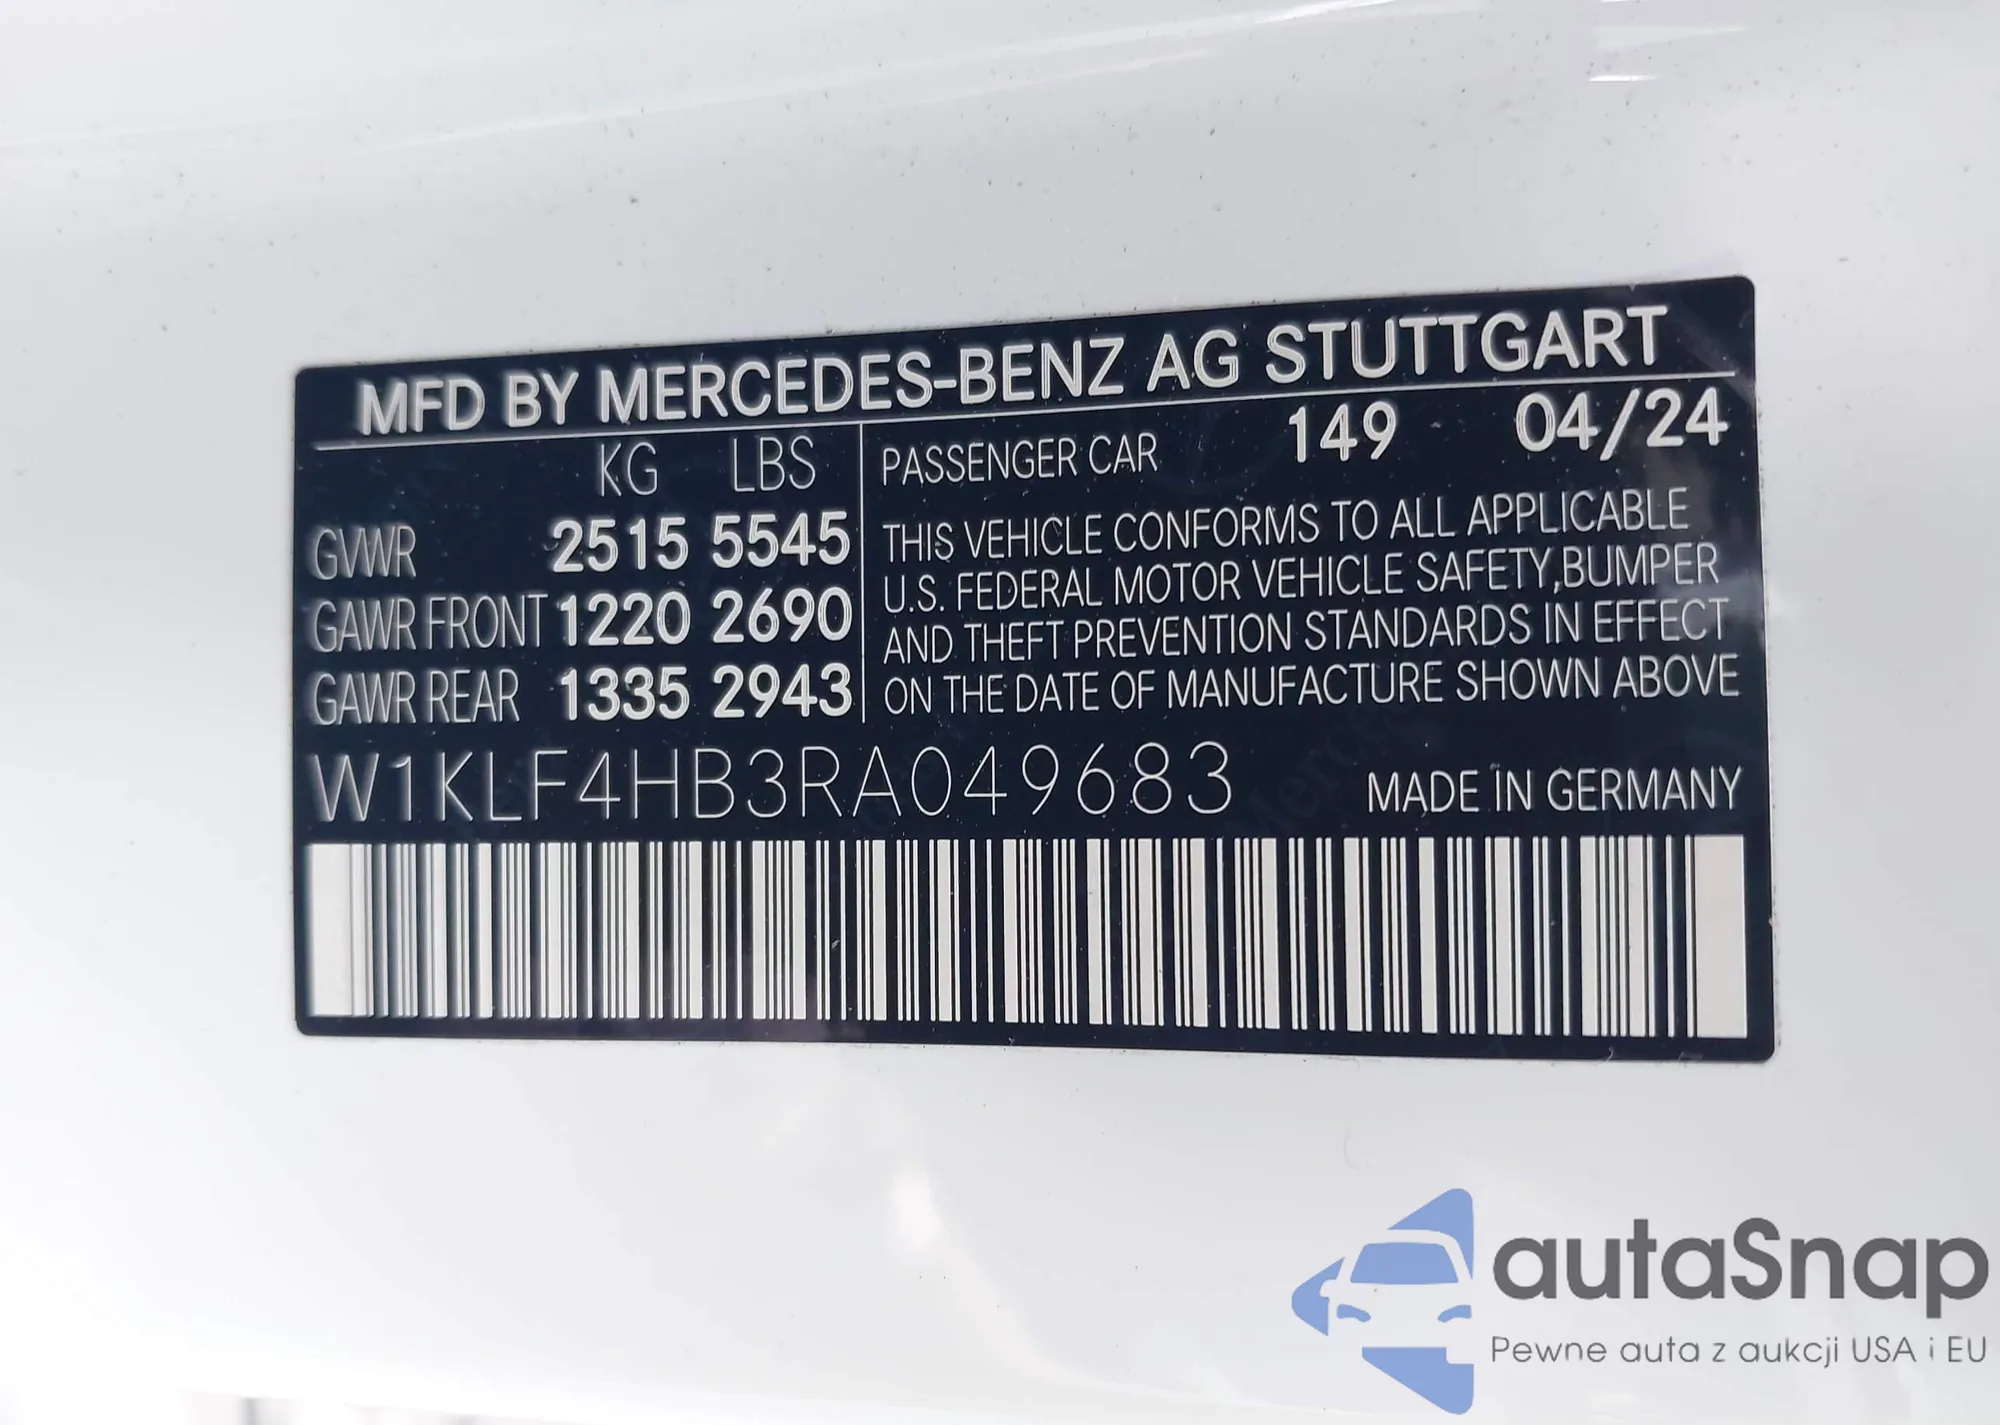 MFD BY MERCEDES-BENZ AG STUTTGART
KG LBS
GVWR 2515 5545
GAWR FRONT 1220 2690
GAWR REAR 1335 2943
PASSENGER CAR 149 04/24
THIS VEHICLE CONFORMS TO ALL APPLICABLE
U.S. FEDERAL MOTOR VEHICLE SAFETY,BUMPER
AND THEFT PREVENTION STANDARDS IN EFFECT
ON THE DATE OF MANUFACTURE SHOWN ABOVE
W1KLF4HB3RA049683 MADE IN GERMANY
autaSnap
Pewne auta z aukcji USA i EU